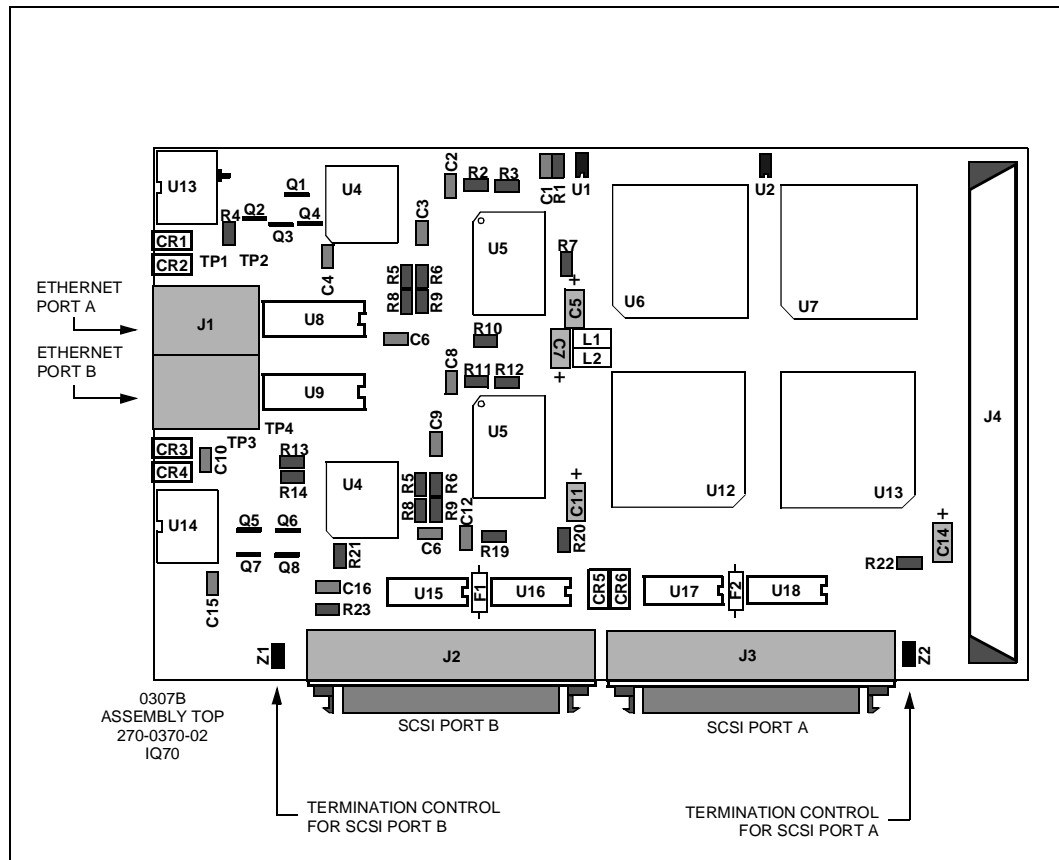 C2
R2
R3
C1
R1
U1
U2
U13
Q1
U4
R4
Q2
Q3
Q4
C3
CR1
CR2
TP1
TP2
C4
U5
R7
U6
U7
R5
R6
R8
R9
+
C5
ETHERNET
PORT A
J1
U8
C6
R10
C7
+
L1
L2
ETHERNET
PORT B
U9
C8
R11
R12
J4
CR3
CR4
C10
TP3
TP4
R13
R14
C9
U5
U4
R5
R6
R8
R9
C12
C6
+
C11
U12
U13
U14
Q5
Q6
Q7
Q8
R21
R19
R20
R22
+
C14
C15
C16
R23
U15
F1
U16
CR5
CR6
U17
F2
U18
Z1
J2
J3
Z2
0307B
ASSEMBLY TOP
270-0370-02
IQ70
SCSI PORT B
SCSI PORT A
TERMINATION CONTROL
FOR SCSI PORT B
TERMINATION CONTROL
FOR SCSI PORT A